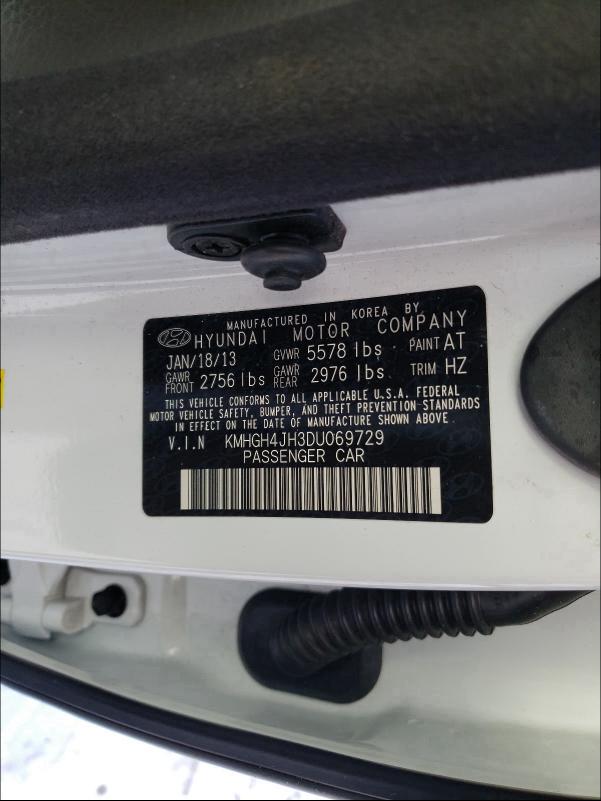 MANUFACTURED IN KOREA BY
HYUNDAI MOTOR COMPANY
JAN/18/13 GVWR 5578 lbs PAINT AT
GAWR FRONT 2756 lbs GAWR REAR 2976 lbs TRIM HZ
THIS VEHICLE CONFORMS TO ALL APPLICABLE U.S.A. FEDERAL
MOTOR VEHICLE SAFETY, BUMPER, AND THEFT PREVENTION STANDARDS
IN EFFECT ON THE DATE OF MANUFACTURE SHOWN ABOVE.
V.I.N KMHGH4JH3DU069729
PASSENGER CAR